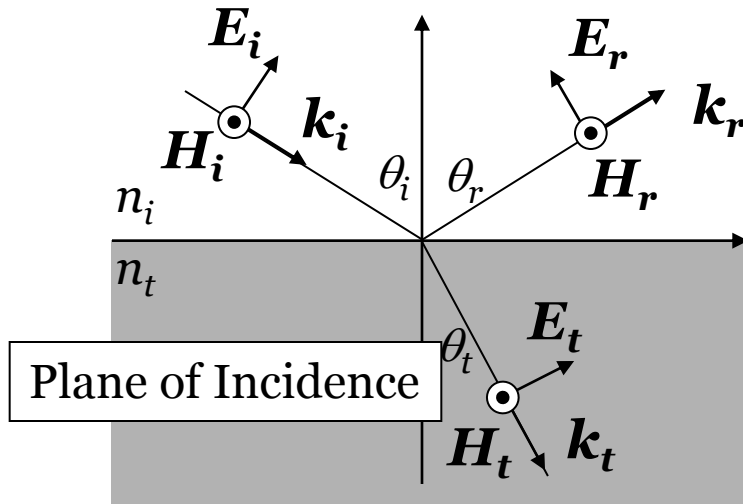 E_i
E_r
H_i
k_i
θ_i
θ_r
H_r
k_r
n_i
n_t
θ_t
E_t
Plane of Incidence
H_t
k_t